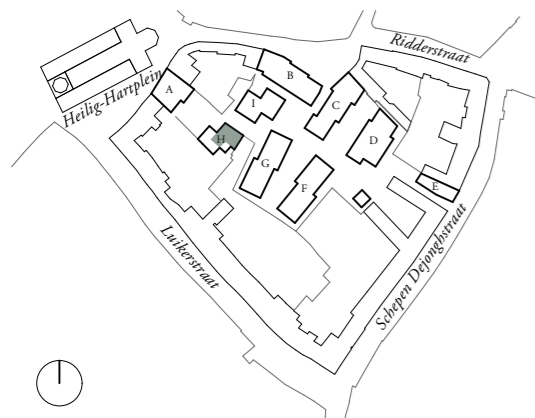 Ridderstraat
Heilig-Hartplein
A
B
C
D
E
F
G
H
I
Luikerstraat
Schepen Dejonghstraat